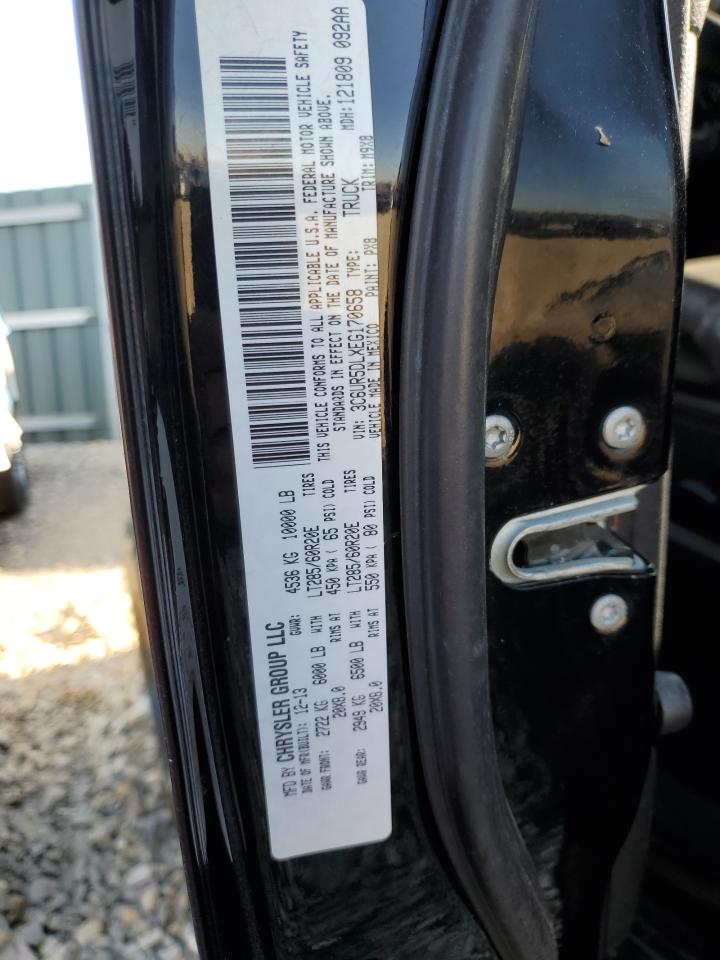 MFD BY CHRYSLER GROUP LLC
DATE OF MFR(BUILT): 12-13 GVWR: 4536 KG 10000 LB
GAWR FRONT: 2722 KG 6000 LB WITH LT285/60R20E TIRES
20X8.0 RIMS AT 450 KPA ( 65 PSI) COLD
GAWR REAR: 2949 KG 6500 LB WITH LT285/60R20E TIRES
20X8.0 RIMS AT 550 KPA ( 80 PSI) COLD
THIS VEHICLE CONFORMS TO ALL APPLICABLE U.S.A. FEDERAL MOTOR VEHICLE SAFETY
STANDARDS IN EFFECT ON THE DATE OF MANUFACTURE SHOWN ABOVE.
VIN: 3C6UR5DLXEG170658 TYPE: TRUCK MDH: 121809 092AA
VEHICLE MADE IN MEXICO PAINT: PX8 TRIM: M9X8